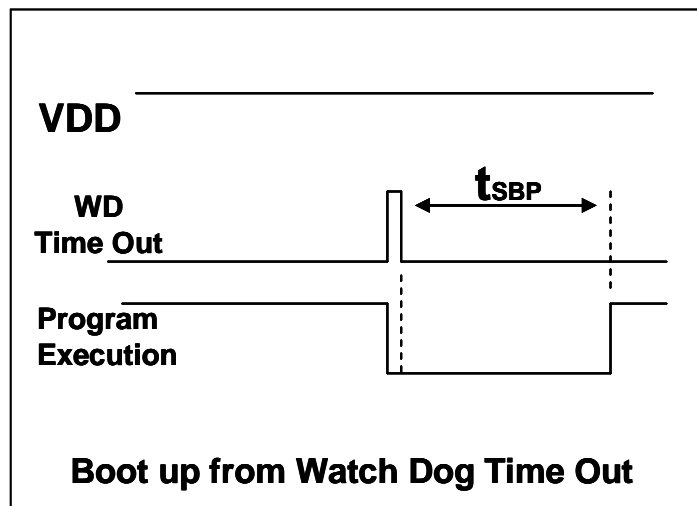 VDD
tSBP
WD
Time Out
Program
Execution
Boot up from Watch Dog Time Out